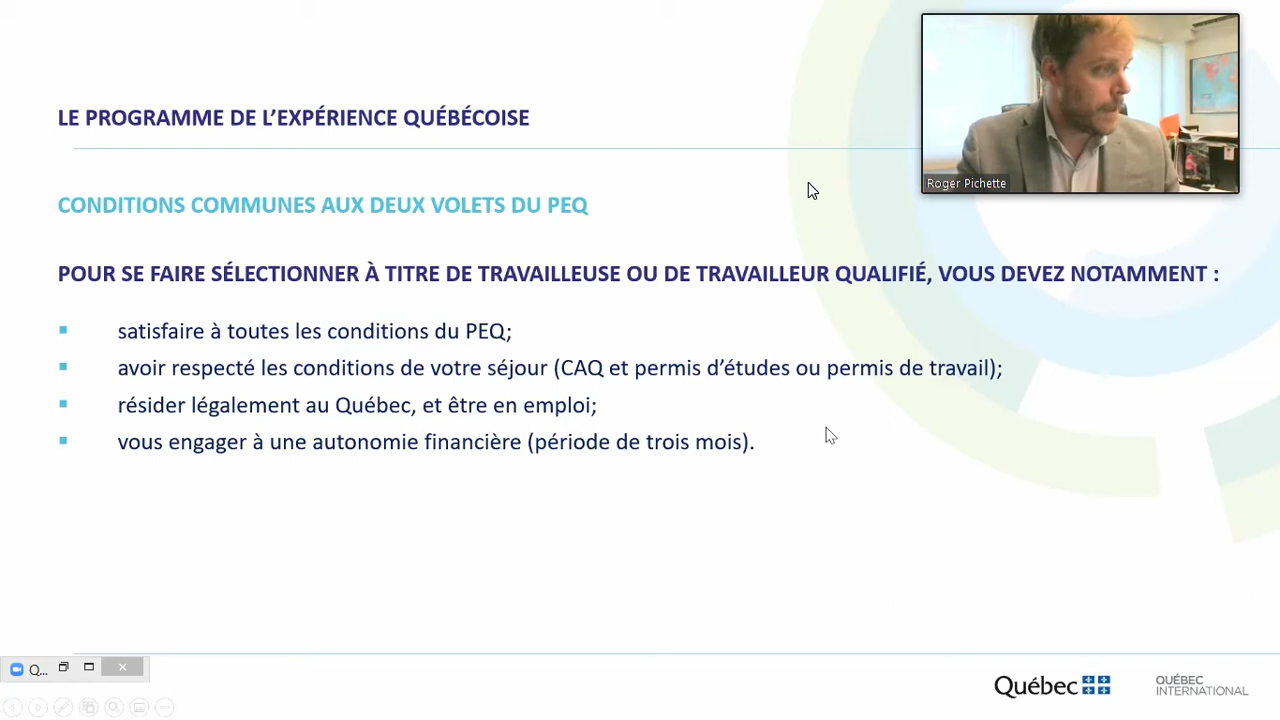 LE PROGRAMME DE L'EXPÉRIENCE QUÉBÉCOISE
Roger Pichette
CONDITIONS COMMUNES AUX DEUX VOLETS DU PEQ
POUR SE FAIRE SÉLECTIONNER À TITRE DE TRAVAILLEUSE OU DE TRAVAILLEUR QUALIFIÉ, VOUS DEVEZ NOTAMMENT :
satisfaire à toutes les conditions du PEQ;
avoir respecté les conditions de votre séjour (CAQ et permis d'études ou permis de travail);
résider légalement au Québec, et être en emploi;
vous engager à une autonomie financière (période de trois mois).
Q...
Québec
QUÉBEC
INTERNATIONAL